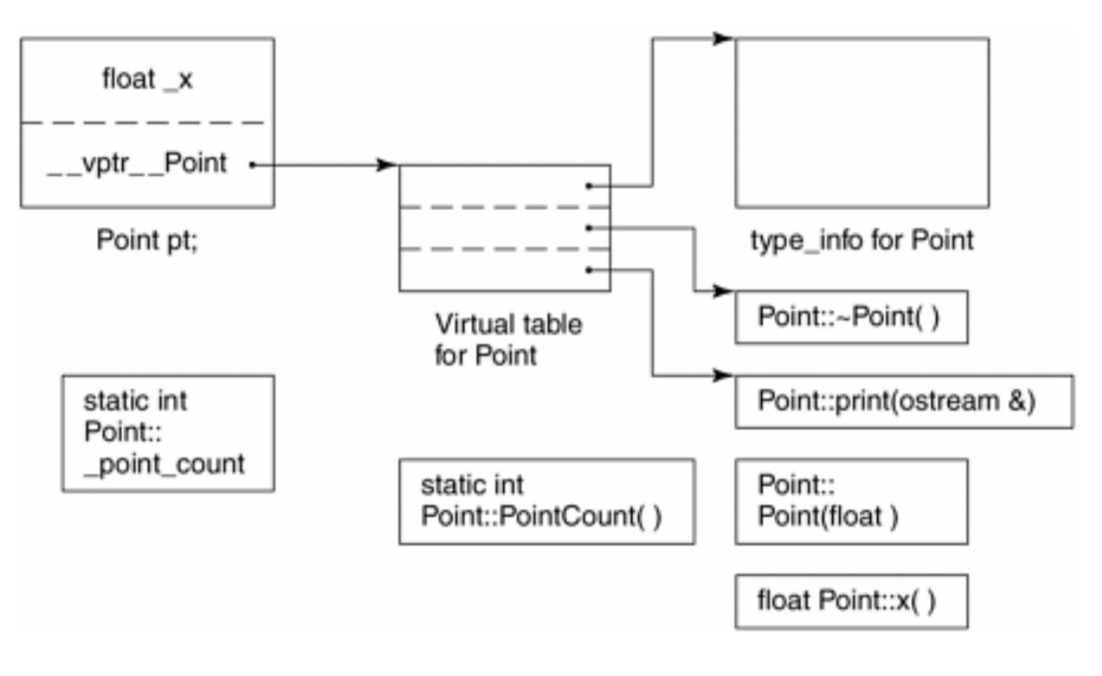 float _x
__vptr__Point
Point pt;
type_info for Point
Virtual table
for Point
Point::~Point( )
Point::print(ostream &)
static int
Point::
_point_count
static int
Point::PointCount( )
Point::
Point(float )
float Point::x( )